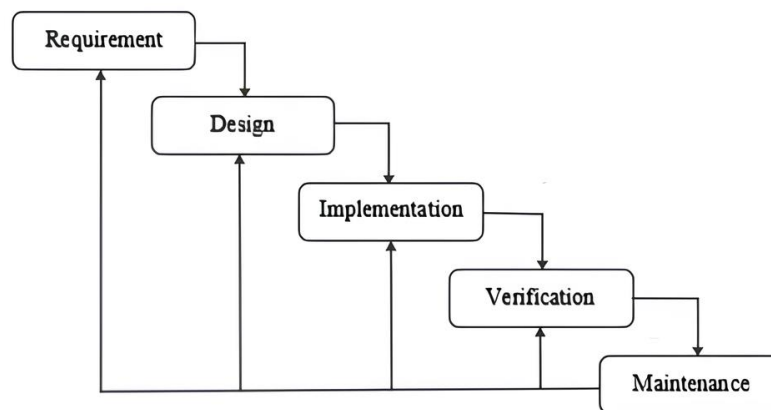 Requirement
Design
Implementation
Verification
Maintenance